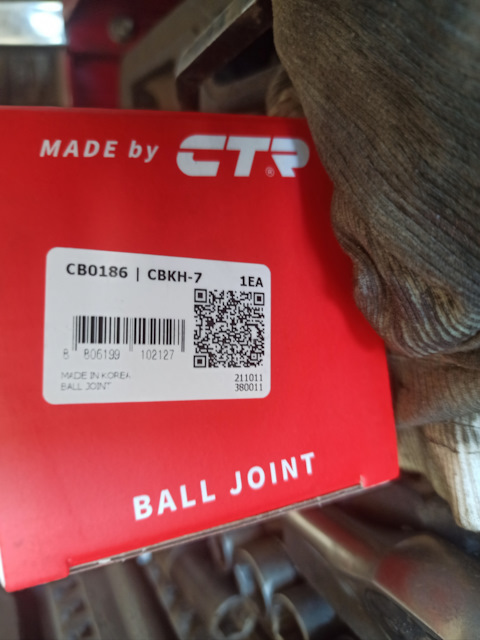 MADE by CTR®
CB0186 | CBKH-7
1EA
8 806199 102127
MADE IN KOREA
BALL JOINT
211011
380011
BALL JOINT